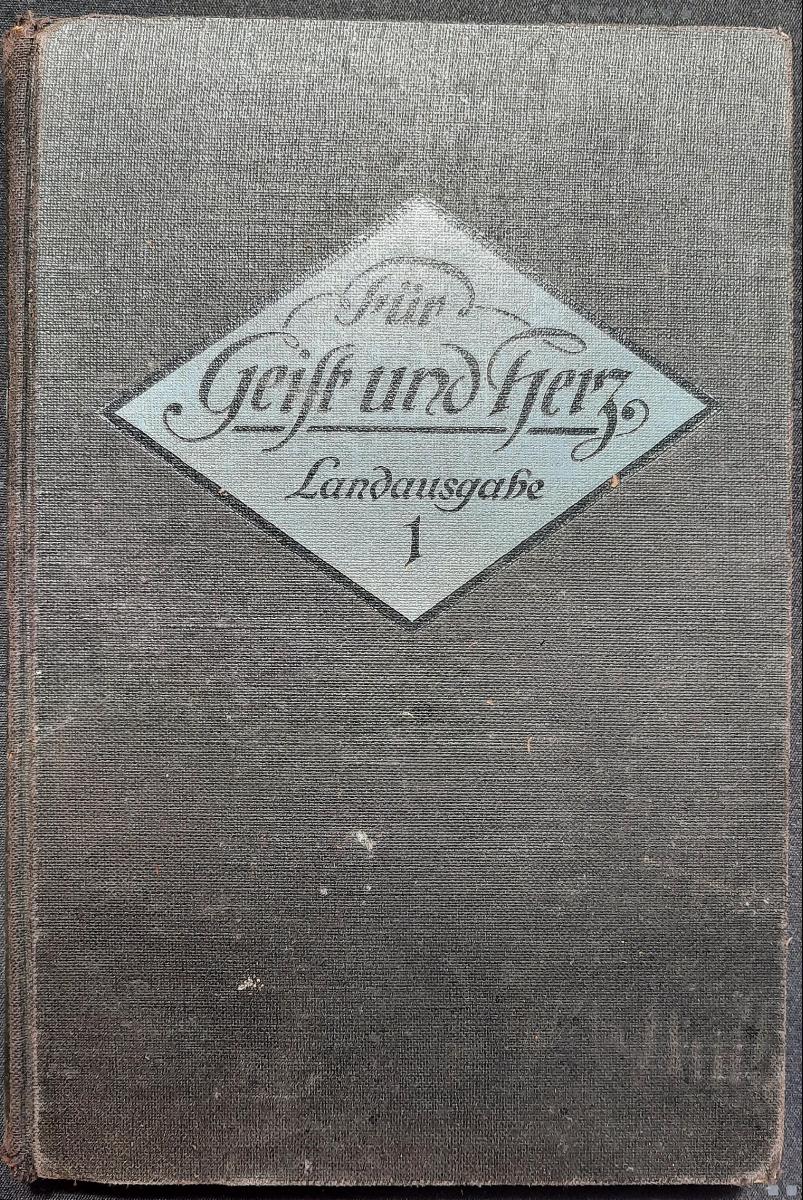 Für
Geist und Herz
Landausgabe
1